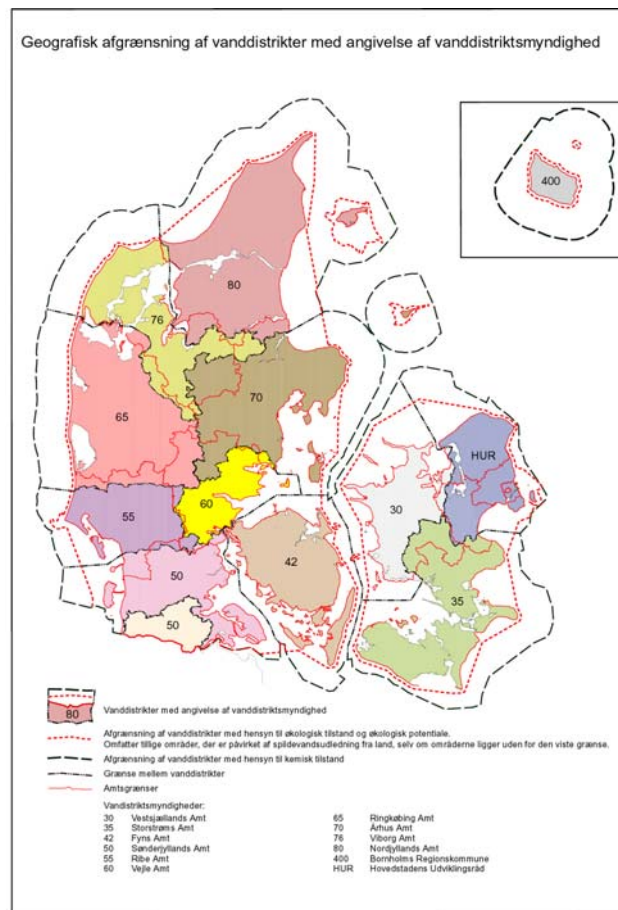 Geografisk afgrænsning af vanddistrikter med angivelse af vanddistriktsmyndighed
400
80
76
70
65
HUR
60
30
55
42
50
35
50
80 Vanddistrikter med angivelse af vanddistriktsmyndighed
Afgrænsning af vanddistrikter med hensyn til økologisk tilstand og økologisk potentiale.
Omfatter tillige områder, der er påvirket af spildevandsudledning fra land, selv om områderne ligger uden for den viste grænse.
Afgrænsning af vanddistrikter med hensyn til kemisk tilstand
Grænse mellem vanddistrikter
Amtsgrænser
Vandistriktsmyndigheder:
30 Vestsjællands Amt
35 Storstrøms Amt
42 Fyns Amt
50 Sønderjyllands Amt
55 Ribe Amt
60 Vejle Amt
65 Ringkøbing Amt
70 Århus Amt
76 Viborg Amt
80 Nordjyllands Amt
400 Bornholms Regionskommune
HUR Hovedstadens Udviklingsråd